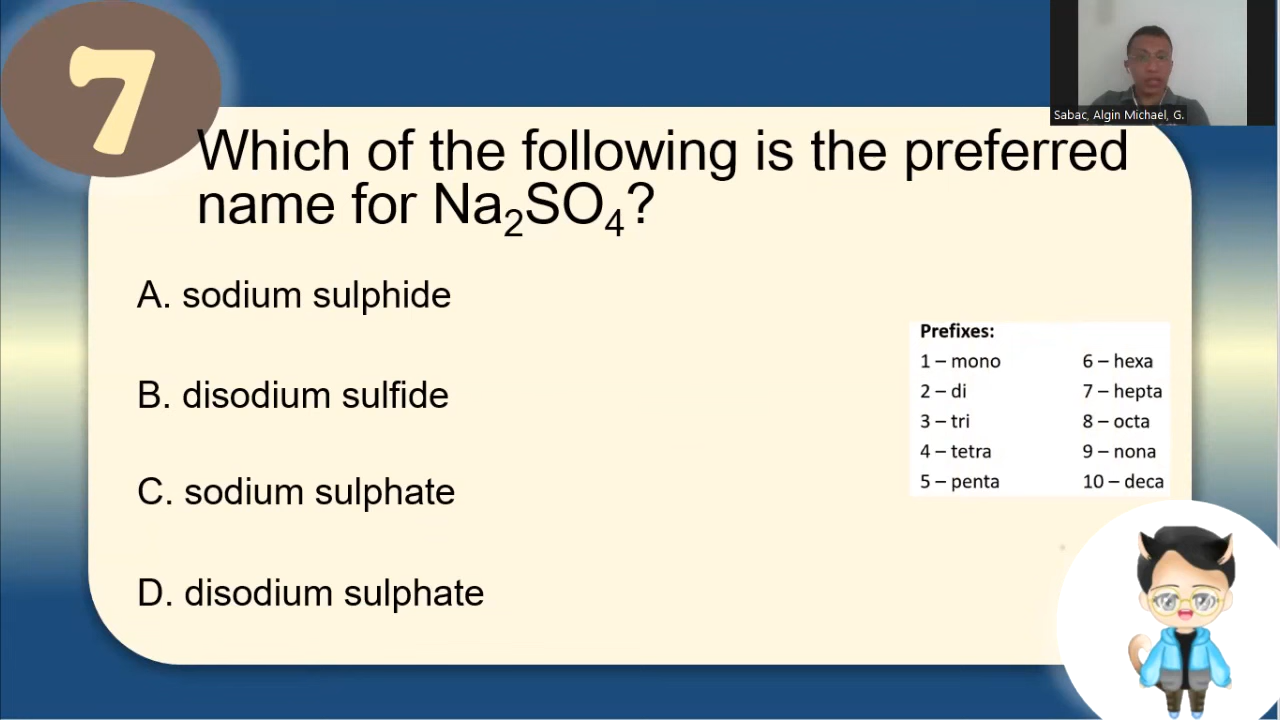 7
Sabac, Algin Michael, G.
Which of the following is the preferred
name for Na₂SO₄?
A. sodium sulphide
B. disodium sulfide
C. sodium sulphate
D. disodium sulphate
Prefixes:
1 – mono 6 – hexa
2 – di 7 – hepta
3 – tri 8 – octa
4 – tetra 9 – nona
5 – penta 10 – deca